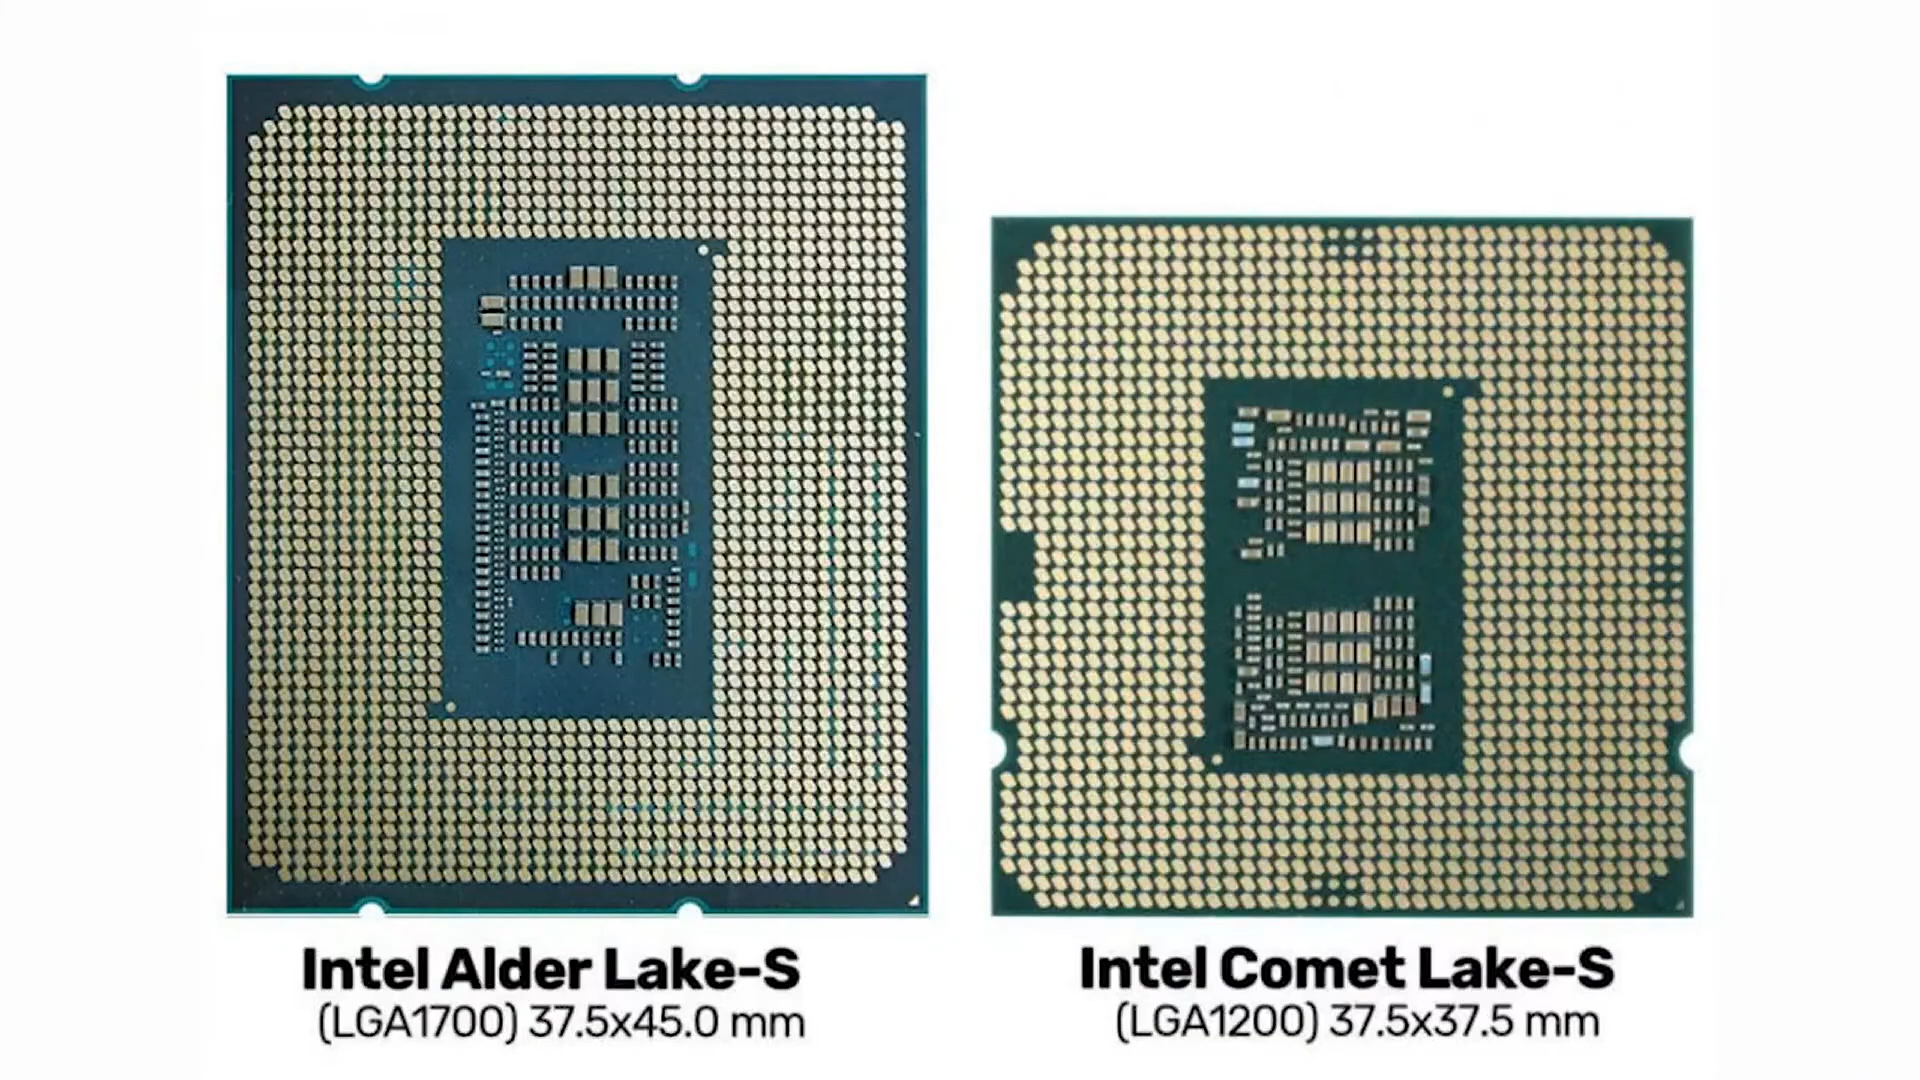 Intel Alder Lake-S
(LGA1700) 37.5x45.0 mm
Intel Comet Lake-S
(LGA1200) 37.5x37.5 mm